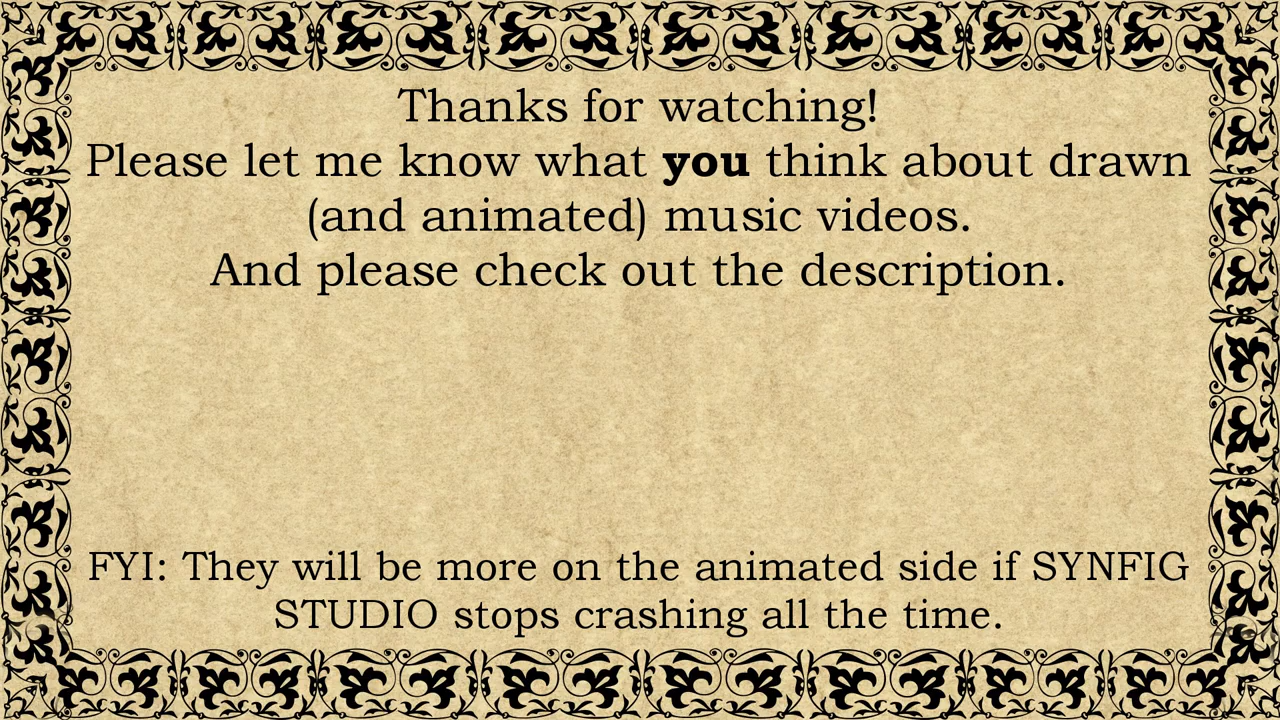 Thanks for watching!
Please let me know what you think about drawn
(and animated) music videos.
And please check out the description.
FYI: They will be more on the animated side if SYNFIG
STUDIO stops crashing all the time.